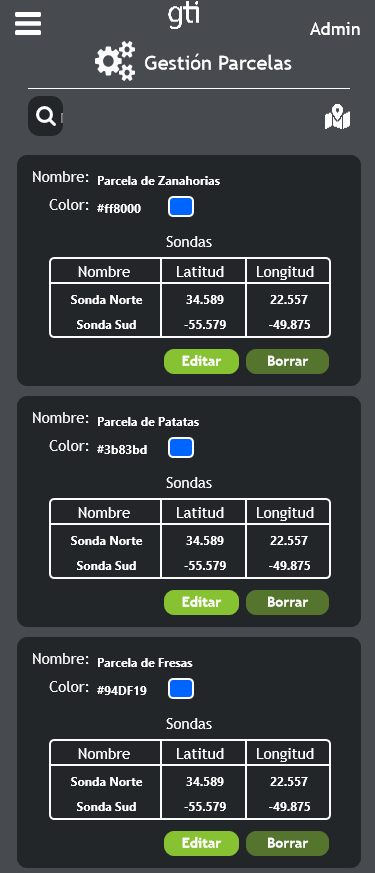 gti
Admin
Gestión Parcelas
Nombre: Parcela de Zanahorias
Color: #ff8000
Sondas
Nombre Latitud Longitud
Sonda Norte 34.589 22.557
Sonda Sud -55.579 -49.875
Editar Borrar
Nombre: Parcela de Patatas
Color: #3b83bd
Sondas
Nombre Latitud Longitud
Sonda Norte 34.589 22.557
Sonda Sud -55.579 -49.875
Editar Borrar
Nombre: Parcela de Fresas
Color: #94DF19
Sondas
Nombre Latitud Longitud
Sonda Norte 34.589 22.557
Sonda Sud -55.579 -49.875
Editar Borrar